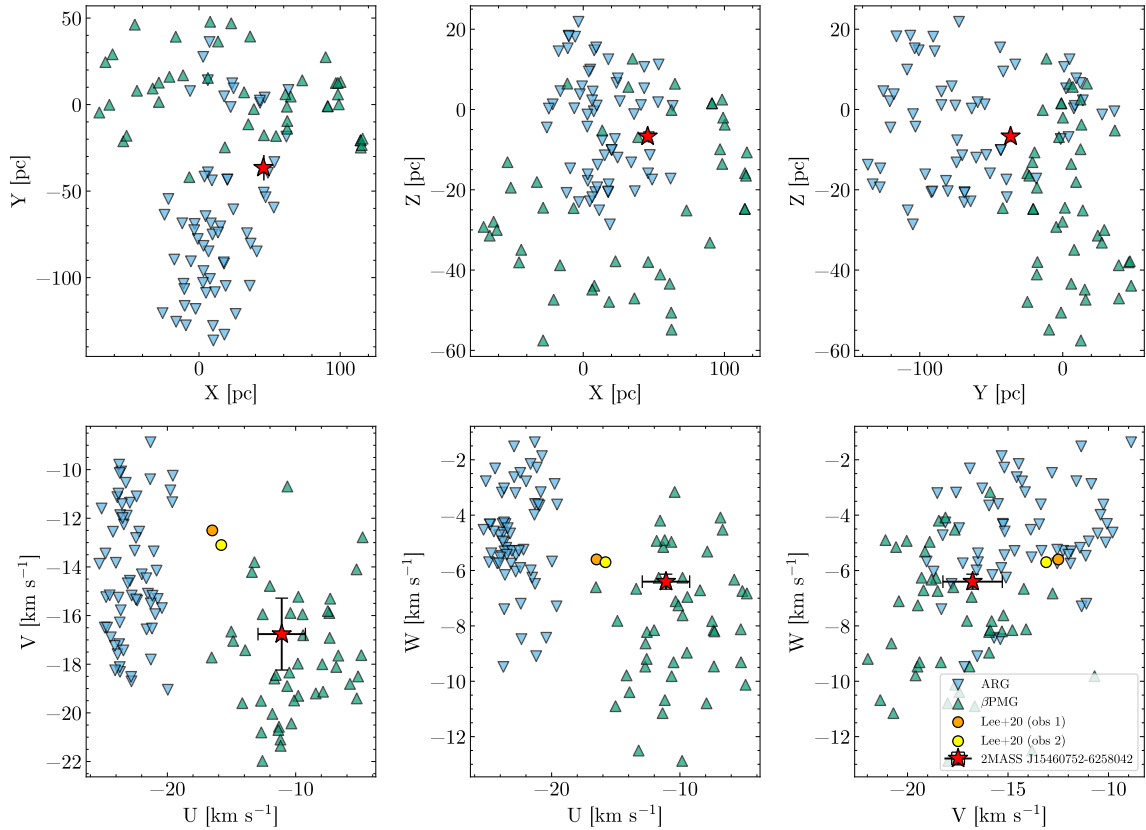 50
0
−50
−100
Y [pc]
0
100
X [pc]
20
0
−20
−40
−60
Z [pc]
0
100
X [pc]
20
0
−20
−40
−60
Z [pc]
−100
0
Y [pc]
−10
−12
−14
−16
−18
−20
−22
V [km s⁻¹]
−20
−10
U [km s⁻¹]
−2
−4
−6
−8
−10
−12
W [km s⁻¹]
−20
−10
U [km s⁻¹]
−2
−4
−6
−8
−10
−12
W [km s⁻¹]
−20
−15
−10
V [km s⁻¹]
ARG
βPMG
Lee+20 (obs 1)
Lee+20 (obs 2)
2MASS J15460752-6258042